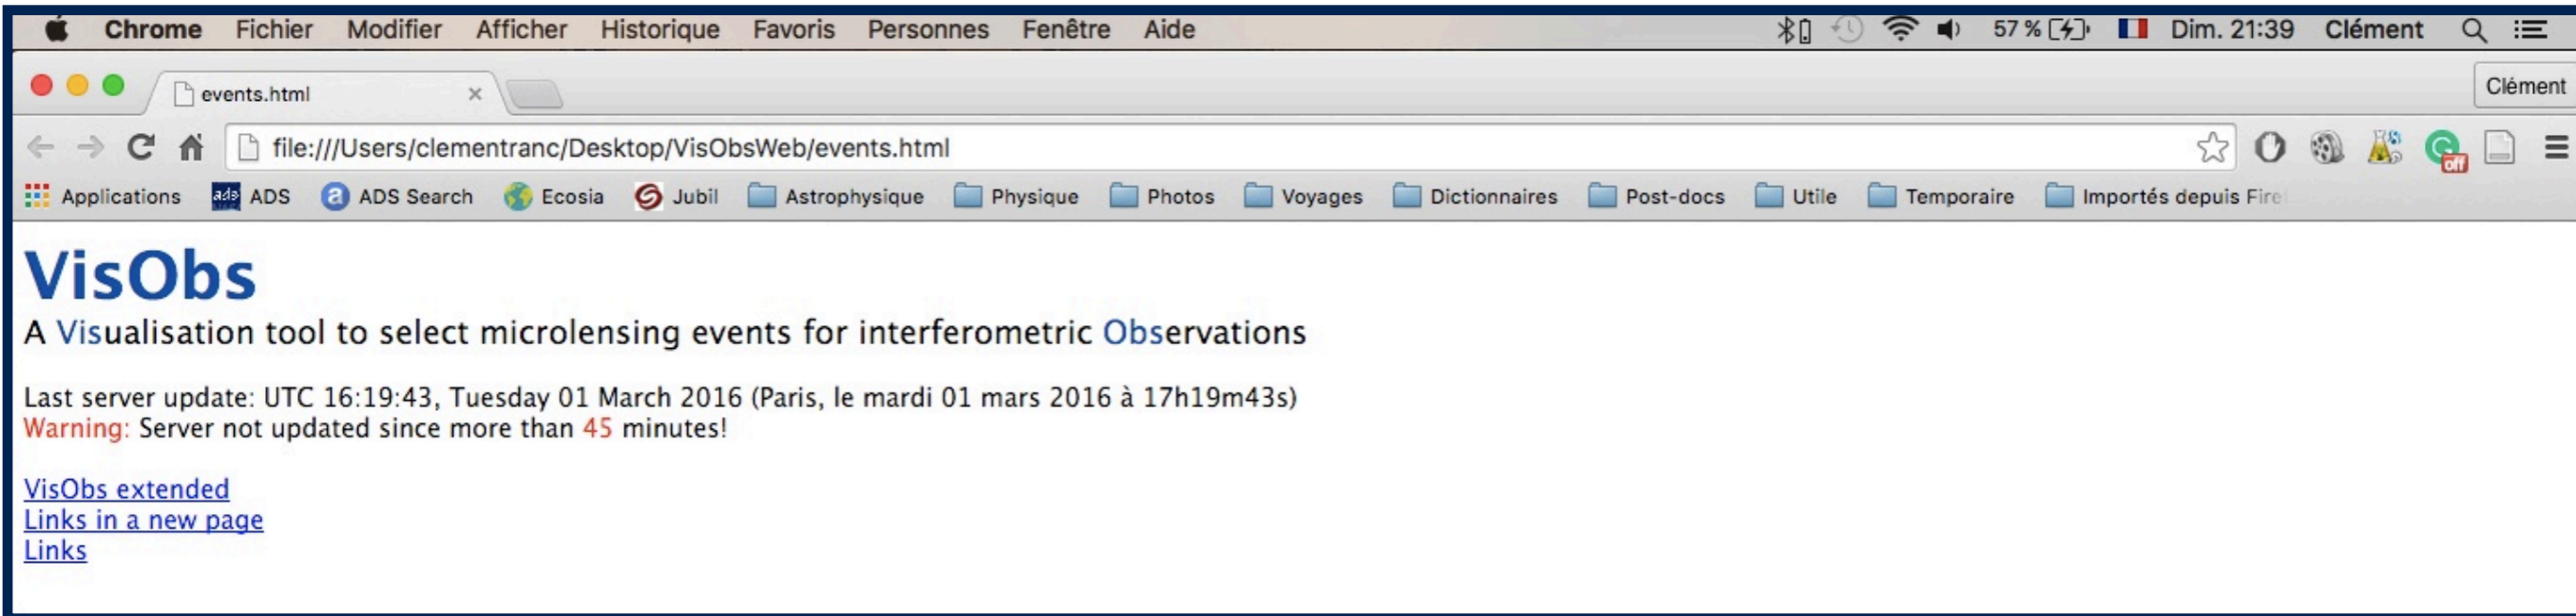 Chrome Fichier Modifier Afficher Historique Favoris Personnes Fenêtre Aide 57 % Dim. 21:39 Clément
events.html Clément
file:///Users/clementranc/Desktop/VisObsWeb/events.html off
Applications ads ADS a ADS Search Ecosia Jubil Astrophysique Physique Photos Voyages Dictionnaires Post-docs Utile Temporaire Importés depuis Fire
VisObs
A Visualisation tool to select microlensing events for interferometric Observations
Last server update: UTC 16:19:43, Tuesday 01 March 2016 (Paris, le mardi 01 mars 2016 à 17h19m43s)
Warning: Server not updated since more than 45 minutes!
VisObs extended
Links in a new page
Links